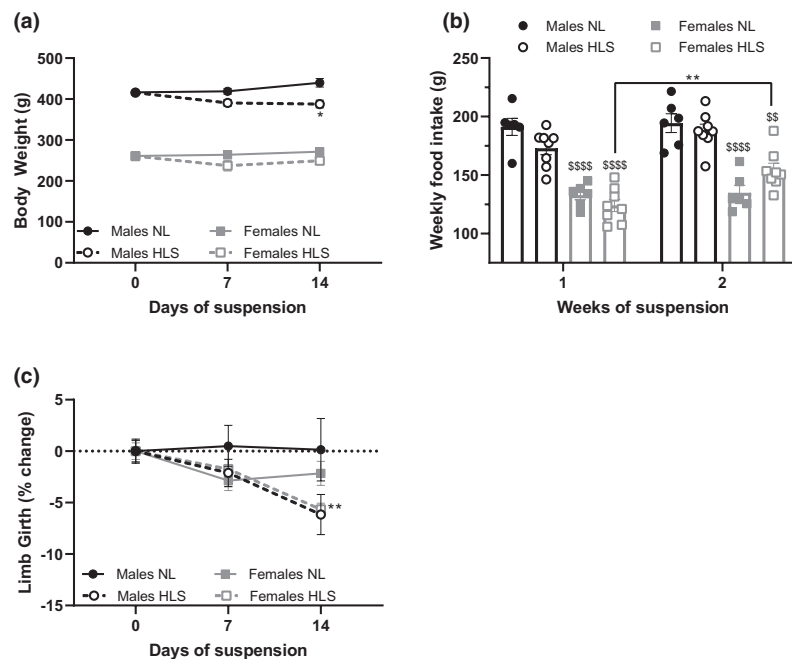 (a)
Body Weight (g)
500
400
300
200
100
0
*
Males NL Females NL
Males HLS Females HLS
0 7 14
Days of suspension
(b)
Males NL Females NL
Males HLS Females HLS
Weekly food intake (g)
250
200
150
100
**
$$$$ $$$$ $$$$ $$
1 2
Weeks of suspension
(c)
Limb Girth (% change)
5
0
-5
-10
-15
**
Males NL Females NL
Males HLS Females HLS
0 7 14
Days of suspension